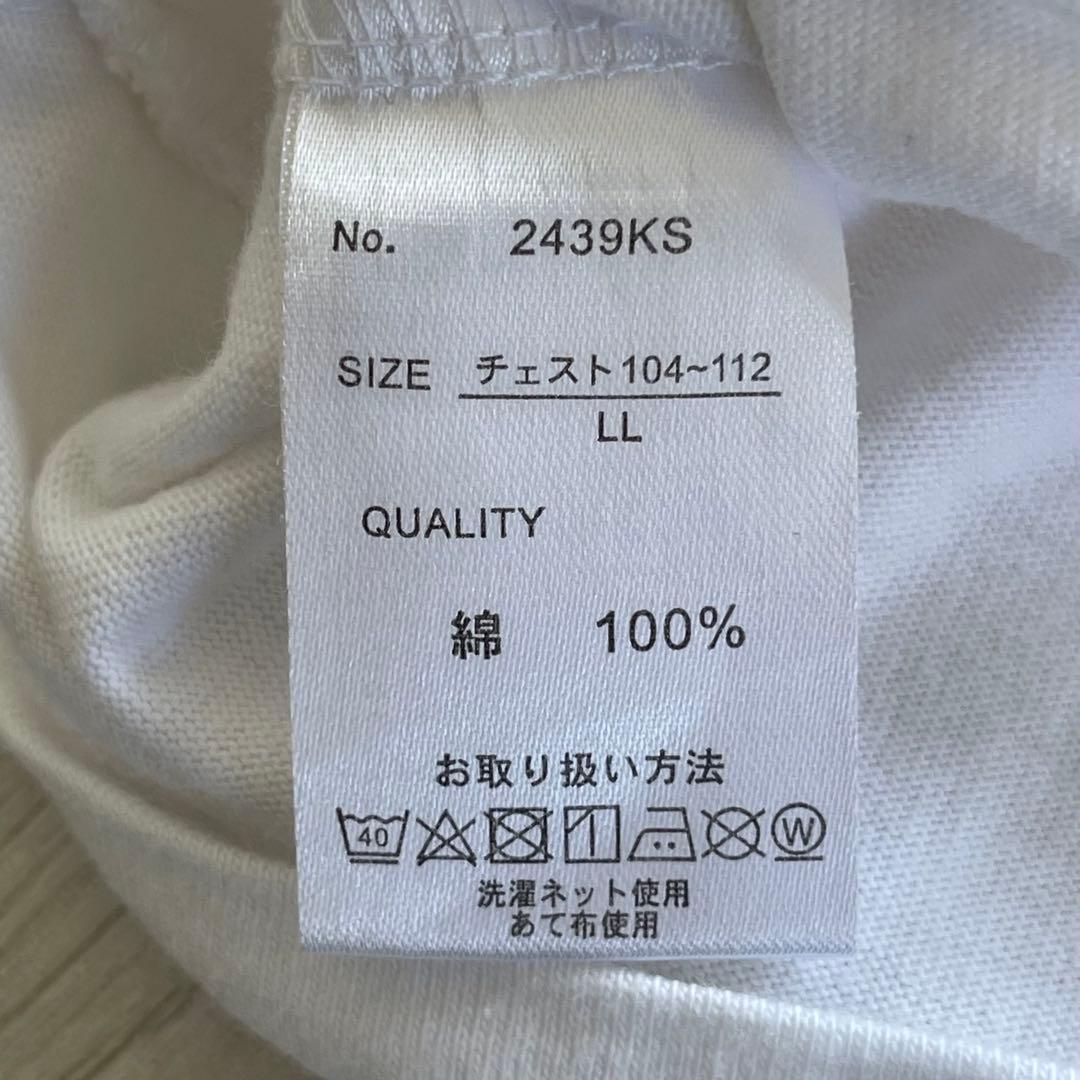 No. 2439KS
SIZE チェスト104~112
LL
QUALITY
綿 100%
お取り扱い方法
40 W
洗濯ネット使用
あて布使用